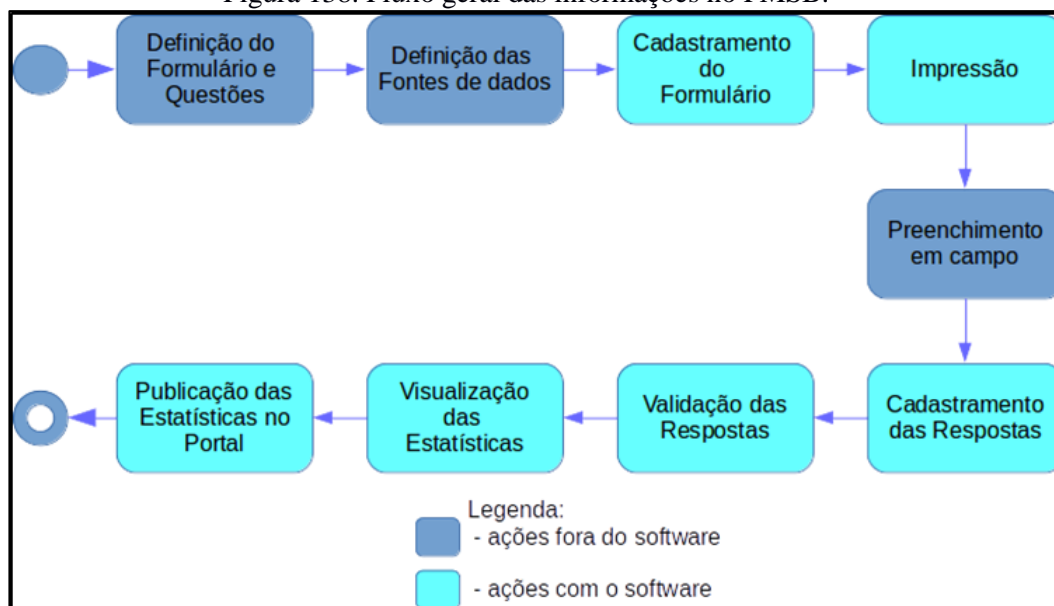 Figura Fluxo geral das informações no PMSB.
Definição do
Formulário e
Questões
Definição das
Fontes de dados
Cadastramento
do
Formulário
Impressão
Preenchimento
em campo
Cadastramento
das Respostas
Validação das
Respostas
Visualização
das
Estatísticas
Publicação das
Estatísticas no
Portal
Legenda:
- ações fora do software
- ações com o software